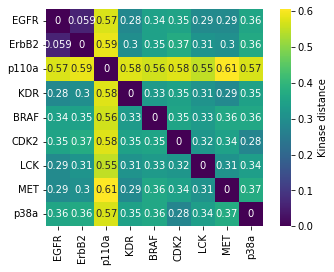 EGFR 0 0.059 0.57 0.28 0.34 0.35 0.29 0.29 0.36
ErbB2 0.059 0 0.59 0.3 0.35 0.37 0.31 0.3 0.36
p110a 0.57 0.59 0 0.58 0.56 0.58 0.55 0.61 0.57
KDR 0.28 0.3 0.58 0 0.33 0.35 0.31 0.29 0.35
BRAF 0.34 0.35 0.56 0.33 0 0.35 0.33 0.36 0.36
CDK2 0.35 0.37 0.58 0.35 0.35 0 0.32 0.34 0.28
LCK 0.29 0.31 0.55 0.31 0.33 0.32 0 0.31 0.34
MET 0.29 0.3 0.61 0.29 0.36 0.34 0.31 0 0.37
p38a 0.36 0.36 0.57 0.35 0.36 0.28 0.34 0.37 0
EGFR
ErbB2
p110a
KDR
BRAF
CDK2
LCK
MET
p38a
0.6
0.5
0.4
0.3
0.2
0.1
0.0
Kinase distance